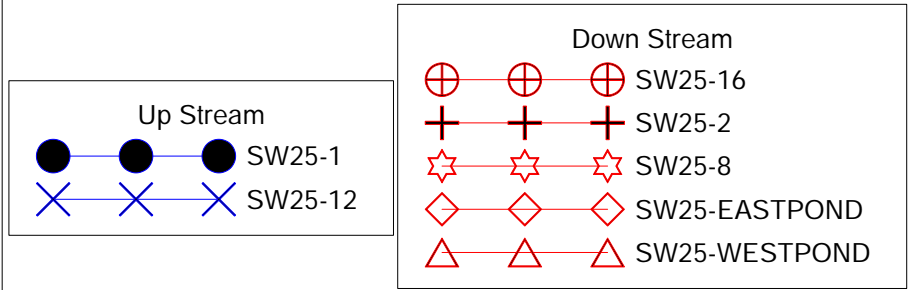 Up Stream
SW25-1
SW25-12
Down Stream
SW25-16
SW25-2
SW25-8
SW25-EASTPOND
SW25-WESTPOND